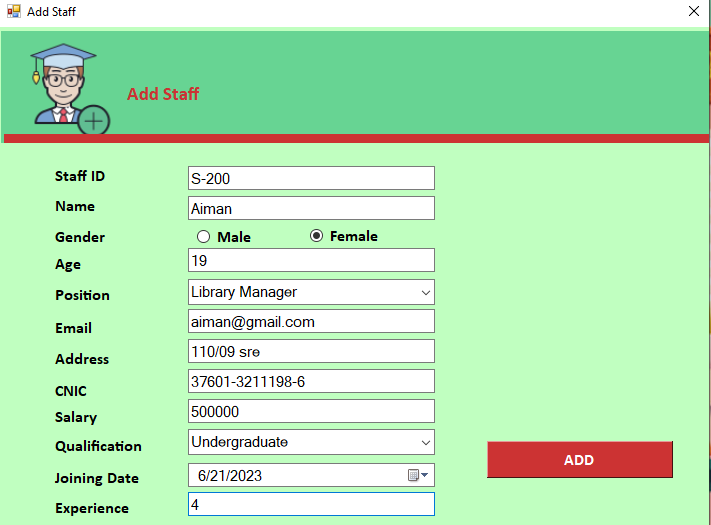 Add Staff
Add Staff
Staff ID S-200
Name Aiman
Gender Male Female
Age 19
Position Library Manager
Email aiman@gmail.com
Address 110/09 sre
CNIC 37601-3211198-6
Salary 500000
Qualification Undergraduate
ADD
Joining Date 6/21/2023
Experience 4